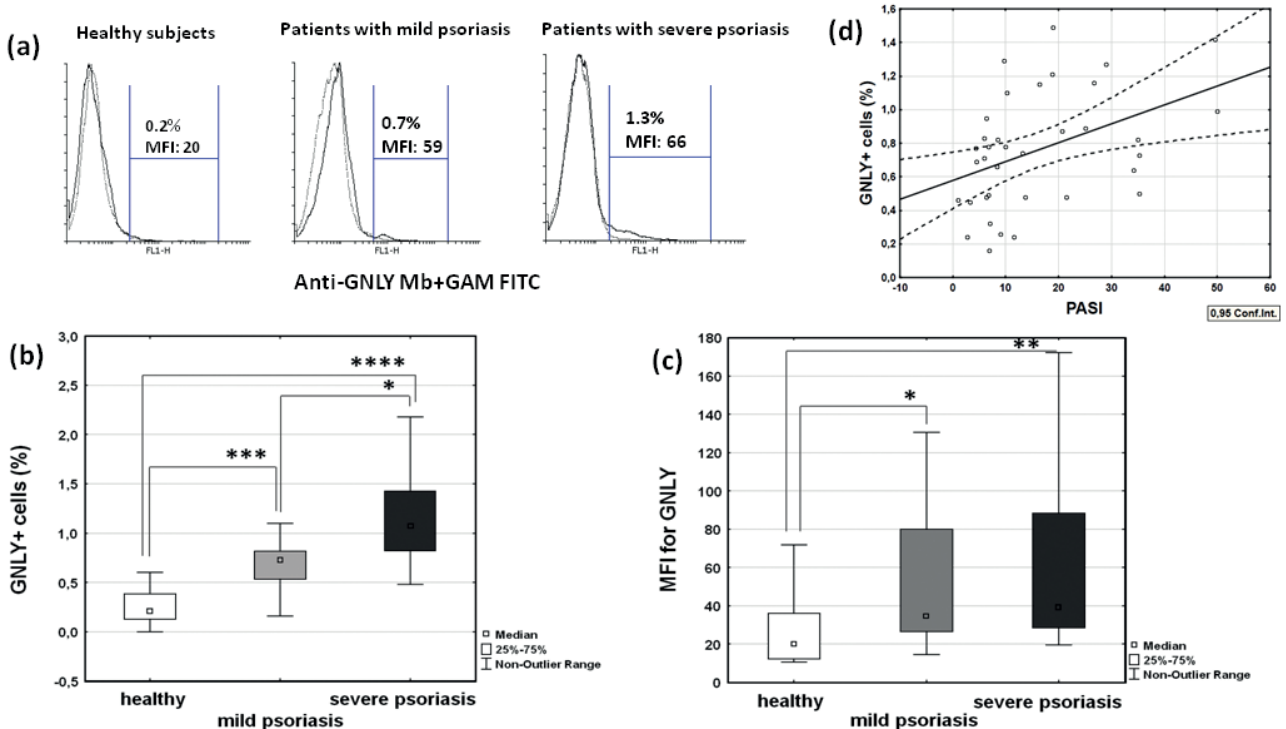 (a)
Healthy subjects
0.2%
MFI: 20
FL1-H
Patients with mild psoriasis
0.7%
MFI: 59
FL1-H
Patients with severe psoriasis
1.3%
MFI: 66
FL1-H
Anti-GNLY Mb+GAM FITC
(d)
GNLY+ cells (%)
1,6
1,4
1,2
1,0
0,8
0,6
0,4
0,2
0,0
-10 0 10 20 30 40 50 60
PASI
0,95 Conf.Int.
(b)
GNLY+ cells (%)
3,0
2,5
2,0
1,5
1,0
0,5
0,0
-0,5
****
*
***
Median
25%-75%
Non-Outlier Range
healthy
mild psoriasis
severe psoriasis
(c)
MFI for GNLY
180
160
140
120
100
80
60
40
20
0
**
*
Median
25%-75%
Non-Outlier Range
healthy
mild psoriasis
severe psoriasis